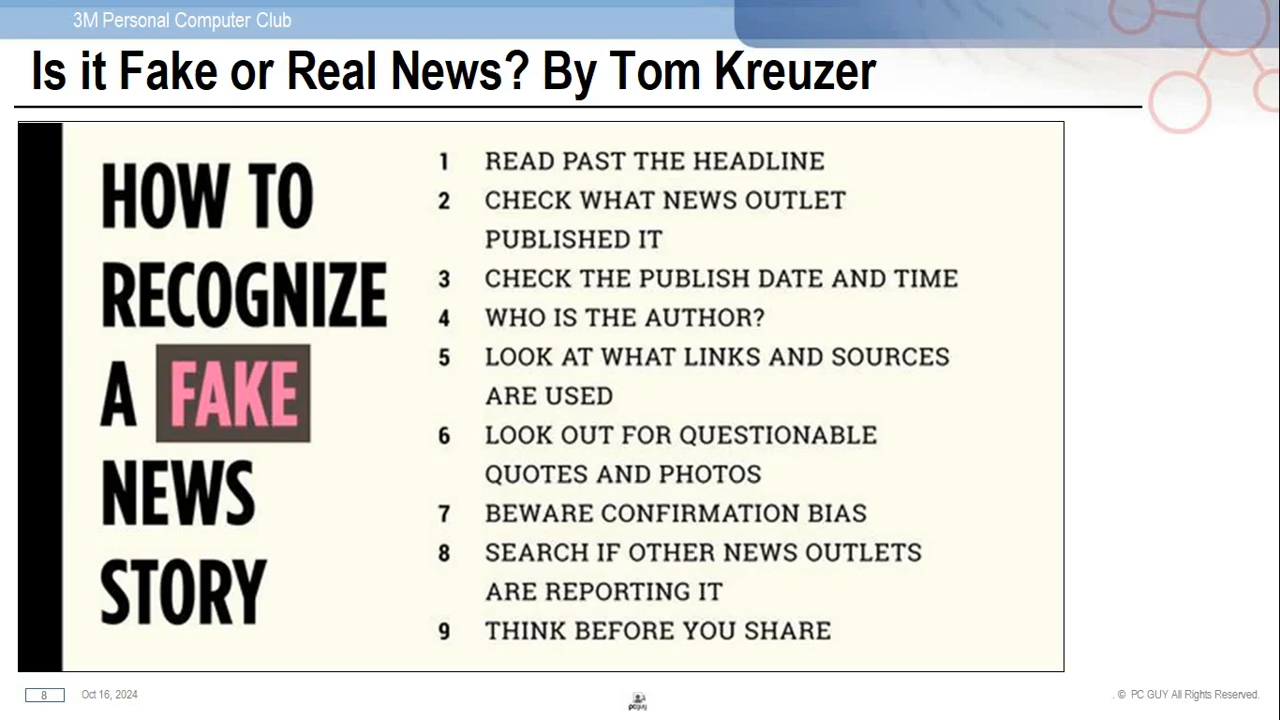 3M Personal Computer Club
Is it Fake or Real News? By Tom Kreuzer
HOW TO
RECOGNIZE
A FAKE
NEWS
STORY
1 READ PAST THE HEADLINE
2 CHECK WHAT NEWS OUTLET
PUBLISHED IT
3 CHECK THE PUBLISH DATE AND TIME
4 WHO IS THE AUTHOR?
5 LOOK AT WHAT LINKS AND SOURCES
ARE USED
6 LOOK OUT FOR QUESTIONABLE
QUOTES AND PHOTOS
7 BEWARE CONFIRMATION BIAS
8 SEARCH IF OTHER NEWS OUTLETS
ARE REPORTING IT
9 THINK BEFORE YOU SHARE
8 Oct 16, 2024
pcguy
. © PC GUY All Rights Reserved.